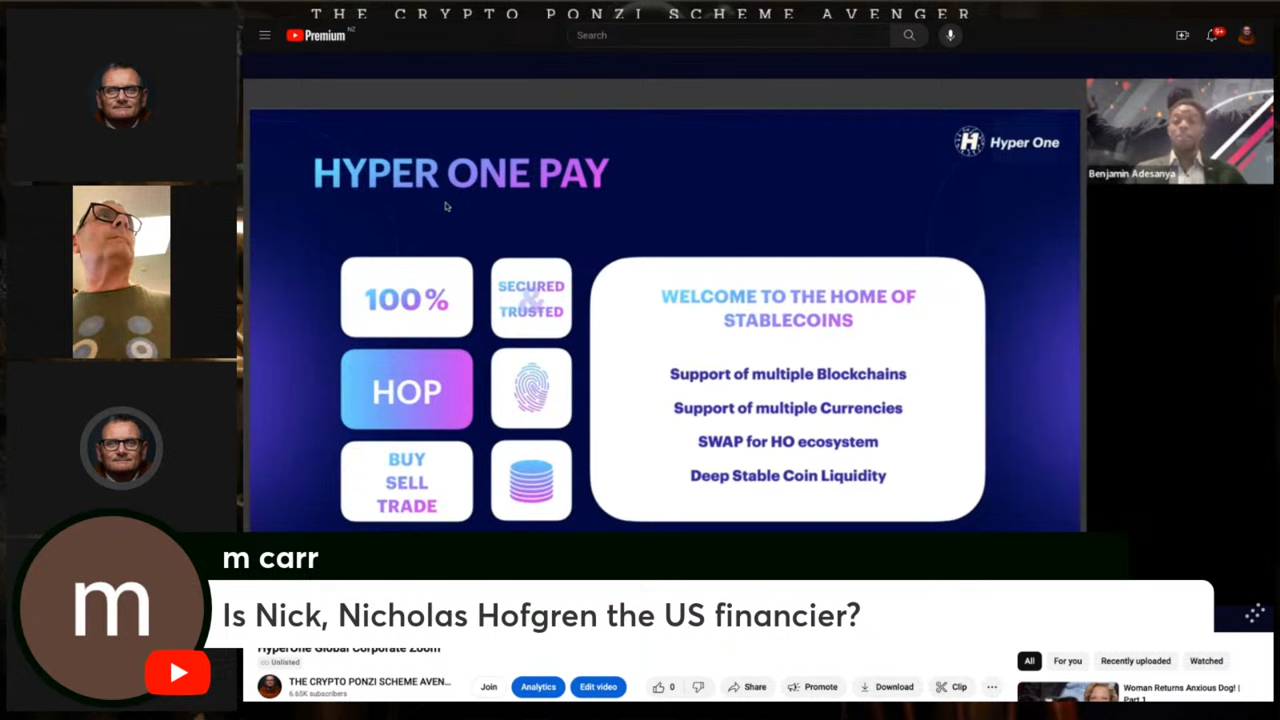 THE CRYPTO PONZI SCHEME AVENGER
Premium NZ
Search
9+
Hyper One
HYPER ONE PAY
Benjamin Adesanya
100%
SECURED
&
TRUSTED
WELCOME TO THE HOME OF
STABLECOINS
HOP
Support of multiple Blockchains
Support of multiple Currencies
SWAP for HO ecosystem
Deep Stable Coin Liquidity
BUY
SELL
TRADE
m carr
m
Is Nick, Nicholas Hofgren the US financier?
HyperOne Global Corporate Zoom
Unlisted
THE CRYPTO PONZI SCHEME AVEN...
6.65K subscribers
Join
Analytics
Edit video
0
Share
Promote
Download
Clip
...
All
For you
Recently uploaded
Watched
Woman Returns Anxious Dog! |
Part 1